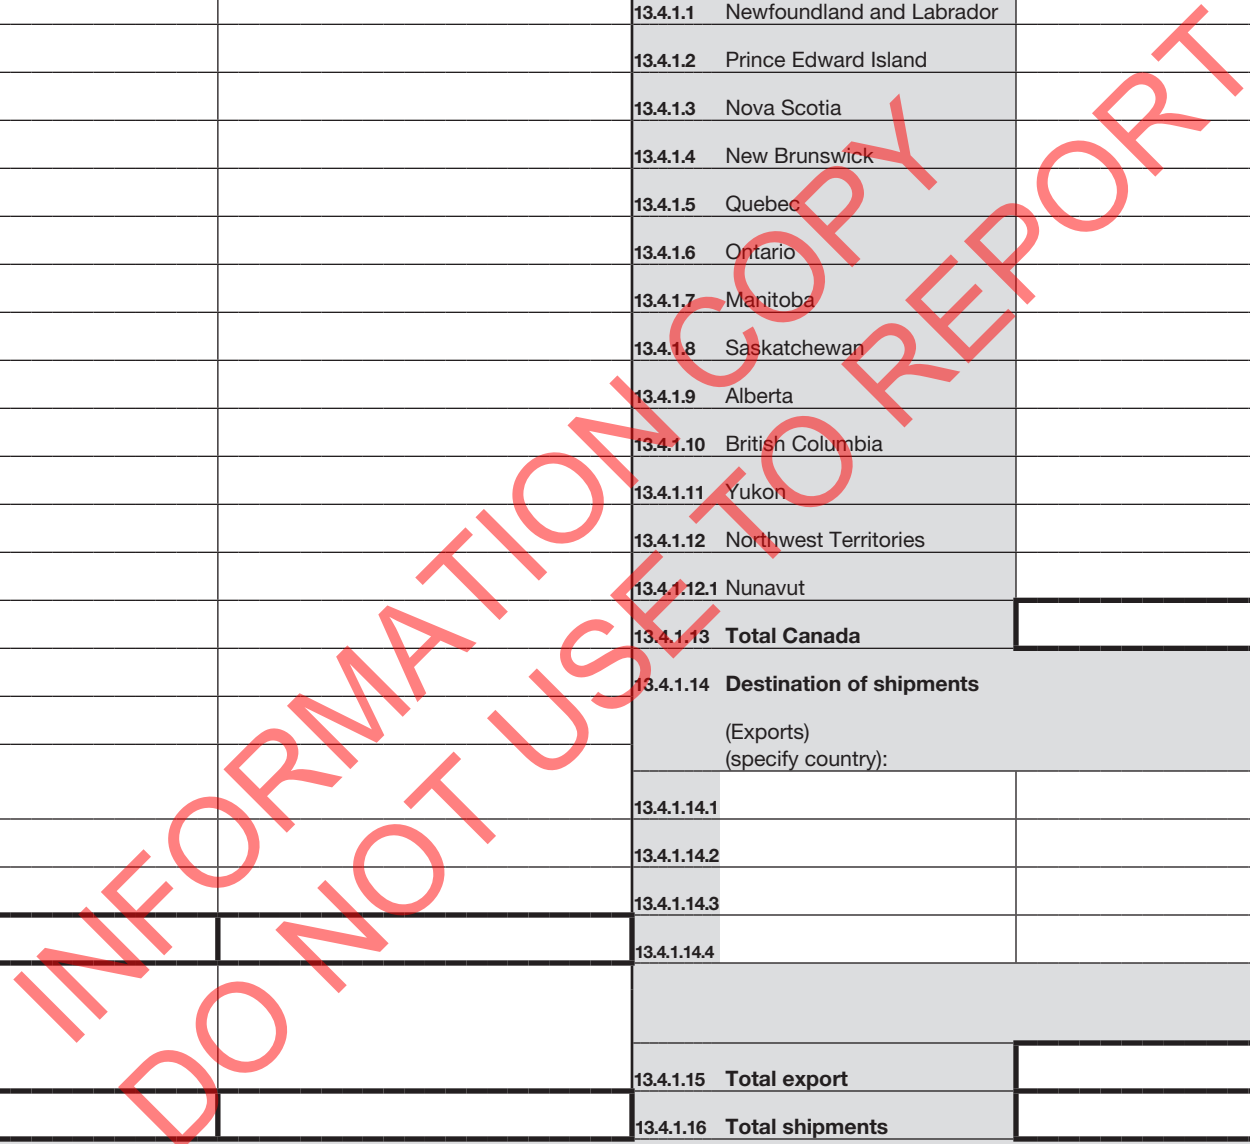 13.4.1.1 Newfoundland and Labrador
13.4.1.2 Prince Edward Island
13.4.1.3 Nova Scotia
13.4.1.4 New Brunswick
13.4.1.5 Quebec
13.4.1.6 Ontario
13.4.1.7 Manitoba
13.4.1.8 Saskatchewan
13.4.1.9 Alberta
13.4.1.10 British Columbia
13.4.1.11 Yukon
13.4.1.12 Northwest Territories
13.4.1.12.1 Nunavut
13.4.1.13 Total Canada
13.4.1.14 Destination of shipments
(Exports)
(specify country):
13.4.1.14.1
13.4.1.14.2
13.4.1.14.3
13.4.1.14.4
13.4.1.15 Total export
13.4.1.16 Total shipments
INFORMATION COPY
DO NOT USE TO REPORT